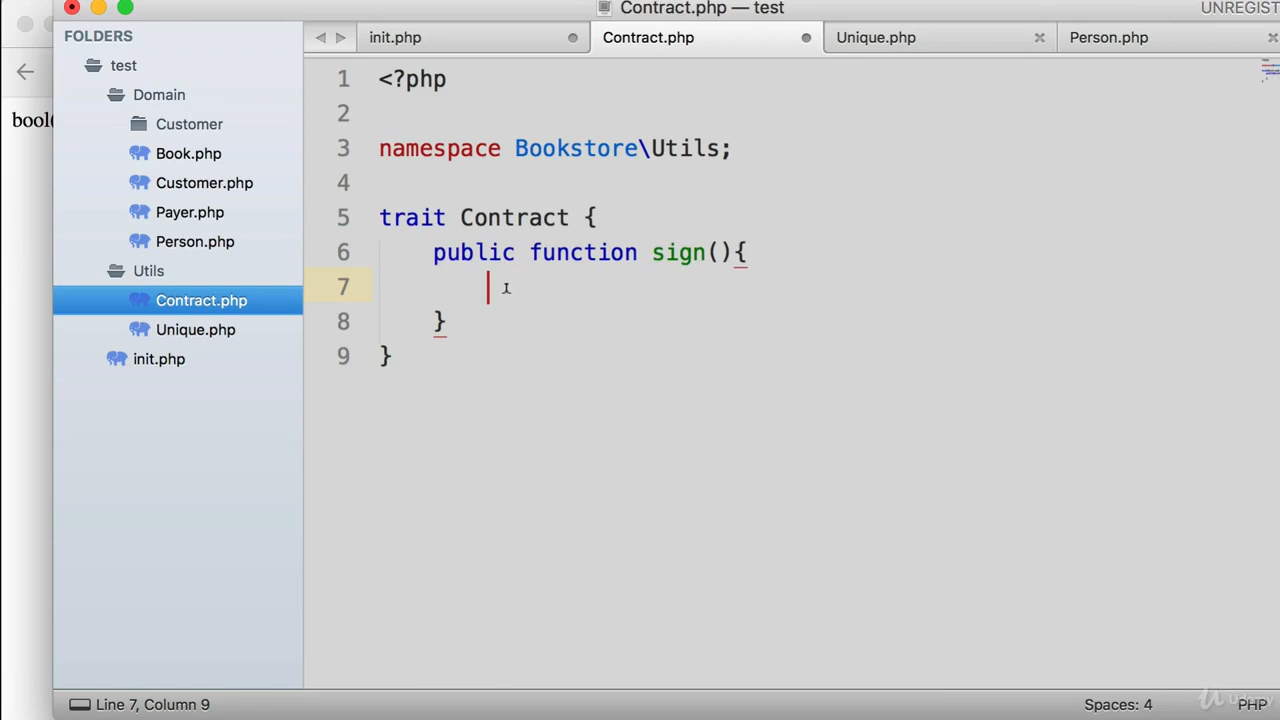 Contract.php — test
UNREGIST
FOLDERS
init.php
Contract.php
Unique.php
Person.php
test
Domain
Customer
Book.php
Customer.php
Payer.php
Person.php
Utils
Contract.php
Unique.php
init.php
bool(
1 <?php
2
3 namespace Bookstore\Utils;
4
5 trait Contract {
6 public function sign(){
7
8 }
9 }
Line 7, Column 9
Spaces: 4
PHP